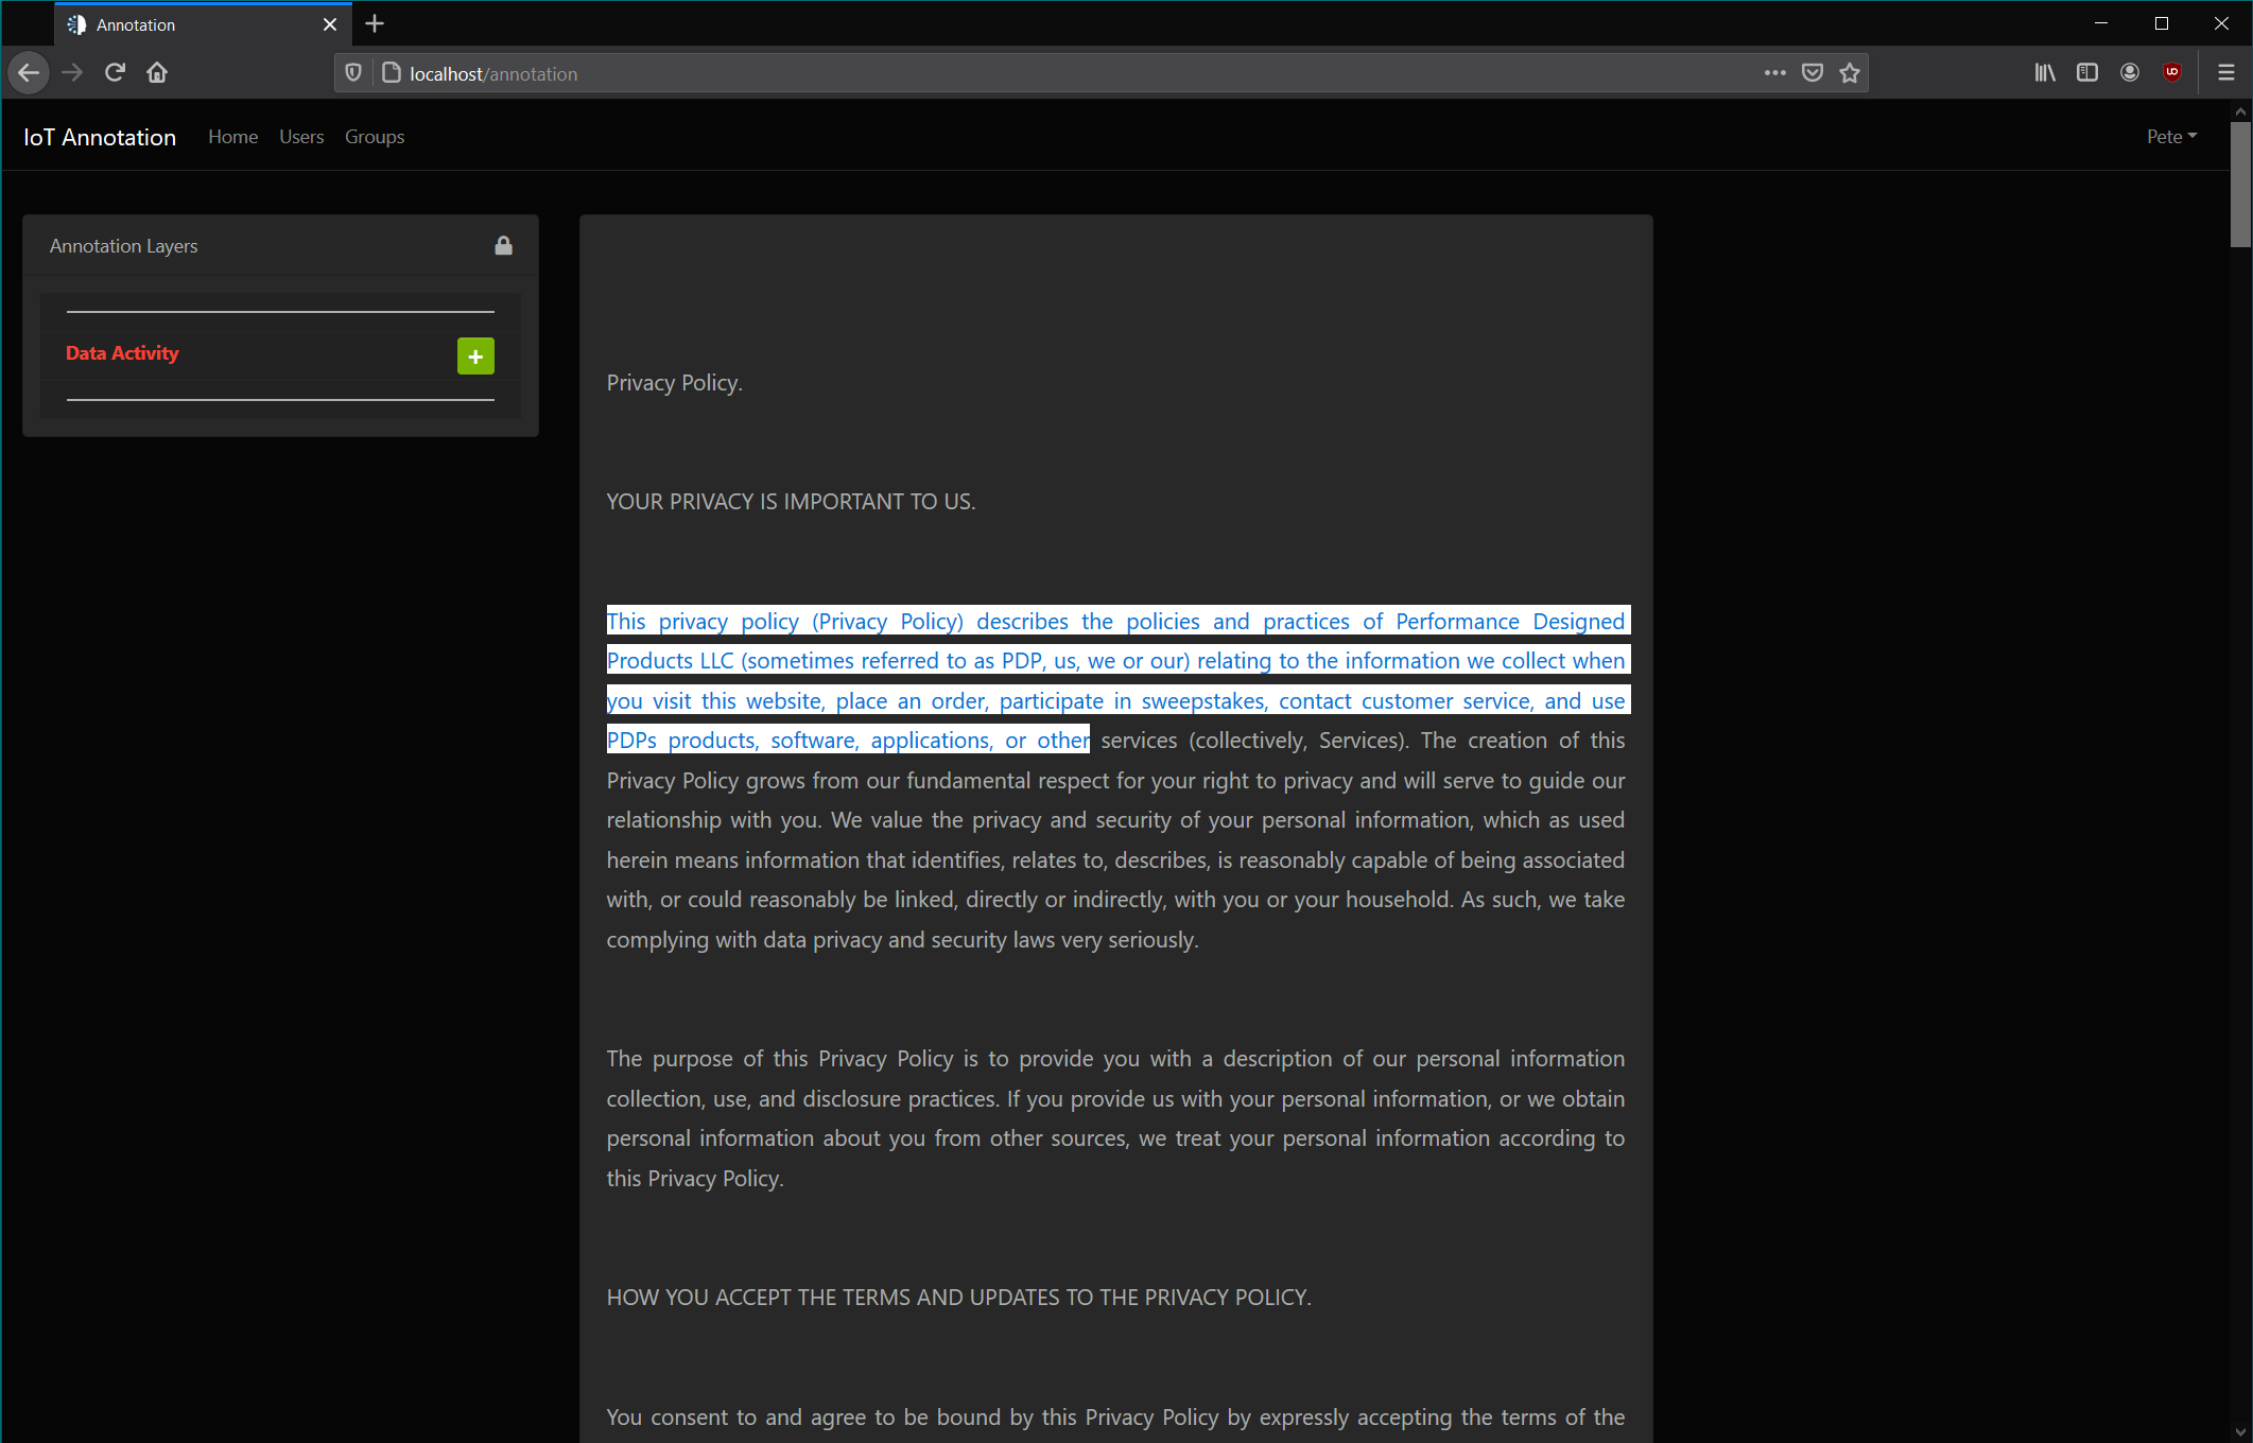 Annotation
localhost/annotation
IoT Annotation Home Users Groups Pete
Annotation Layers
Data Activity
Privacy Policy.
YOUR PRIVACY IS IMPORTANT TO US.
This privacy policy (Privacy Policy) describes the policies and practices of Performance Designed
Products LLC (sometimes referred to as PDP, us, we or our) relating to the information we collect when
you visit this website, place an order, participate in sweepstakes, contact customer service, and use
PDPs products, software, applications, or other services (collectively, Services). The creation of this
Privacy Policy grows from our fundamental respect for your right to privacy and will serve to guide our
relationship with you. We value the privacy and security of your personal information, which as used
herein means information that identifies, relates to, describes, is reasonably capable of being associated
with, or could reasonably be linked, directly or indirectly, with you or your household. As such, we take
complying with data privacy and security laws very seriously.
The purpose of this Privacy Policy is to provide you with a description of our personal information
collection, use, and disclosure practices. If you provide us with your personal information, or we obtain
personal information about you from other sources, we treat your personal information according to
this Privacy Policy.
HOW YOU ACCEPT THE TERMS AND UPDATES TO THE PRIVACY POLICY.
You consent to and agree to be bound by this Privacy Policy by expressly accepting the terms of the